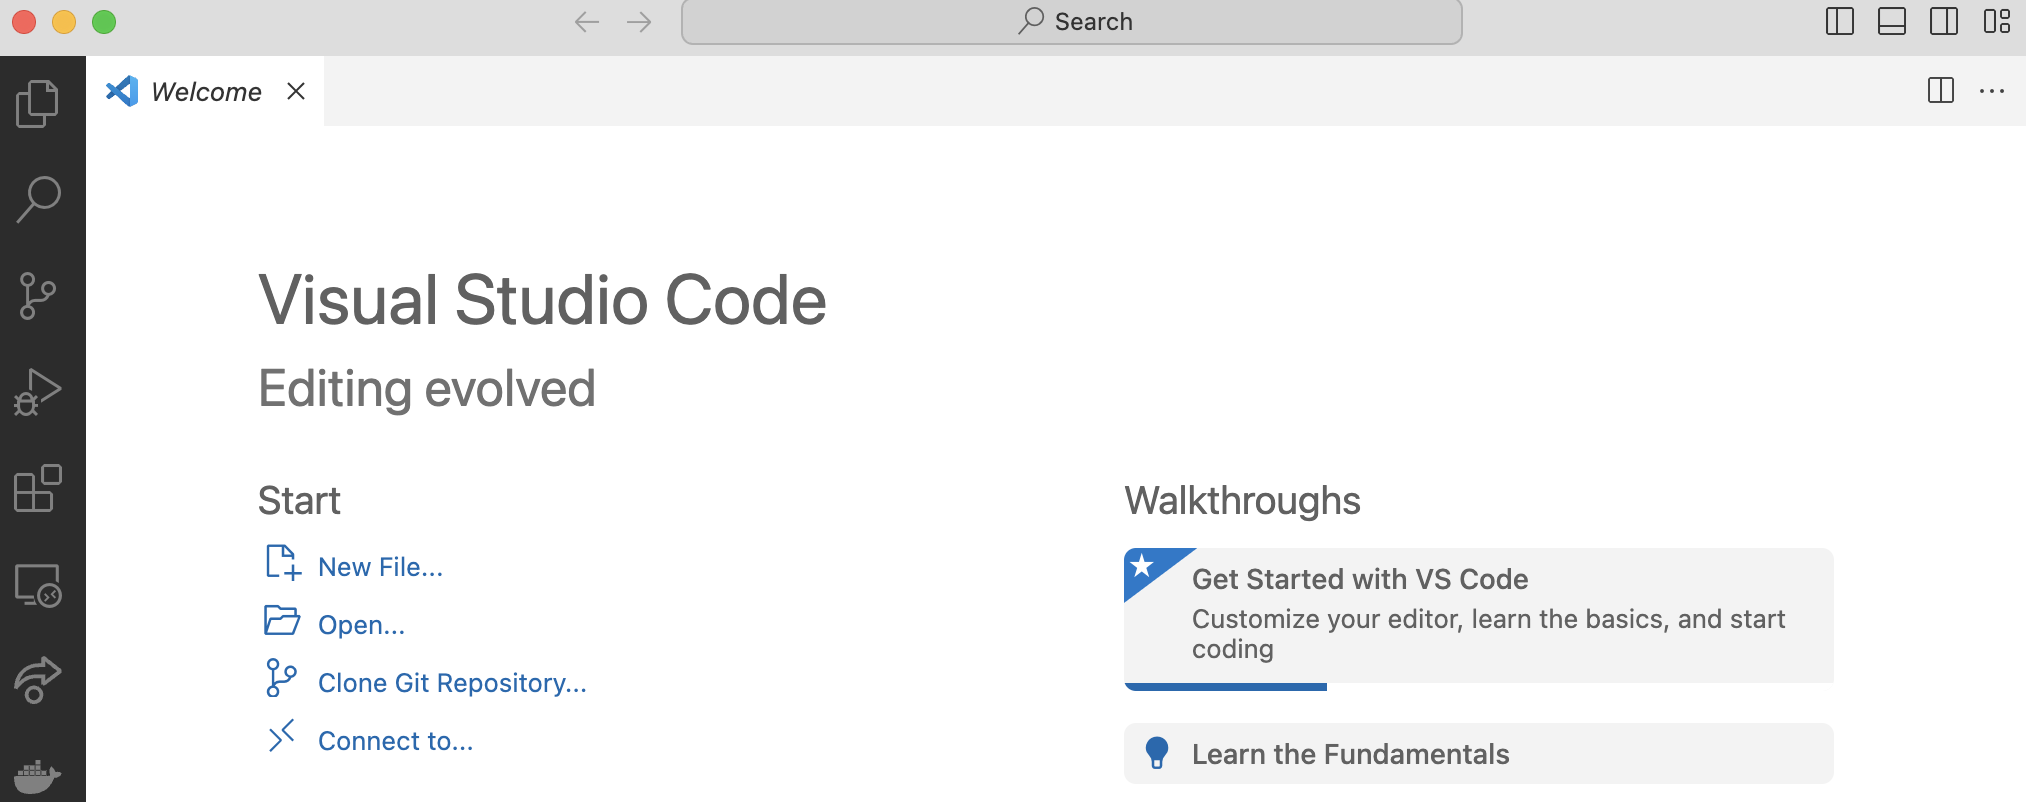 Search
Welcome
Visual Studio Code
Editing evolved
Start
New File...
Open...
Clone Git Repository...
Connect to...
Walkthroughs
Get Started with VS Code
Customize your editor, learn the basics, and start
coding
Learn the Fundamentals